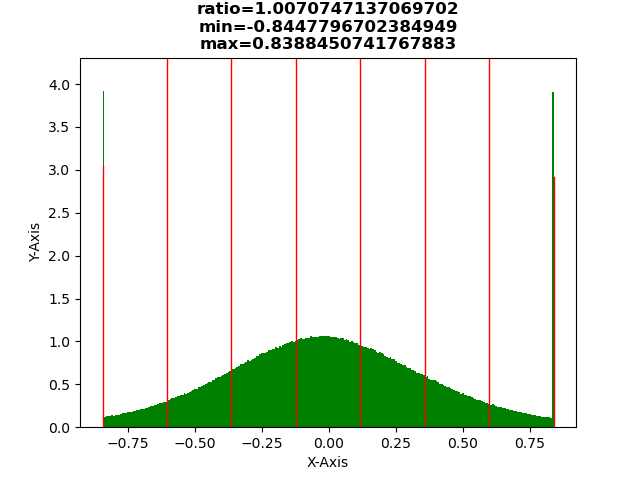 ratio=1.0070747137069702
min=-0.8447796702384949
max=0.8388450741767883
4.0
3.5
3.0
2.5
2.0
1.5
1.0
0.5
0.0
Y-Axis
−0.75 −0.50 −0.25 0.00 0.25 0.50 0.75
X-Axis